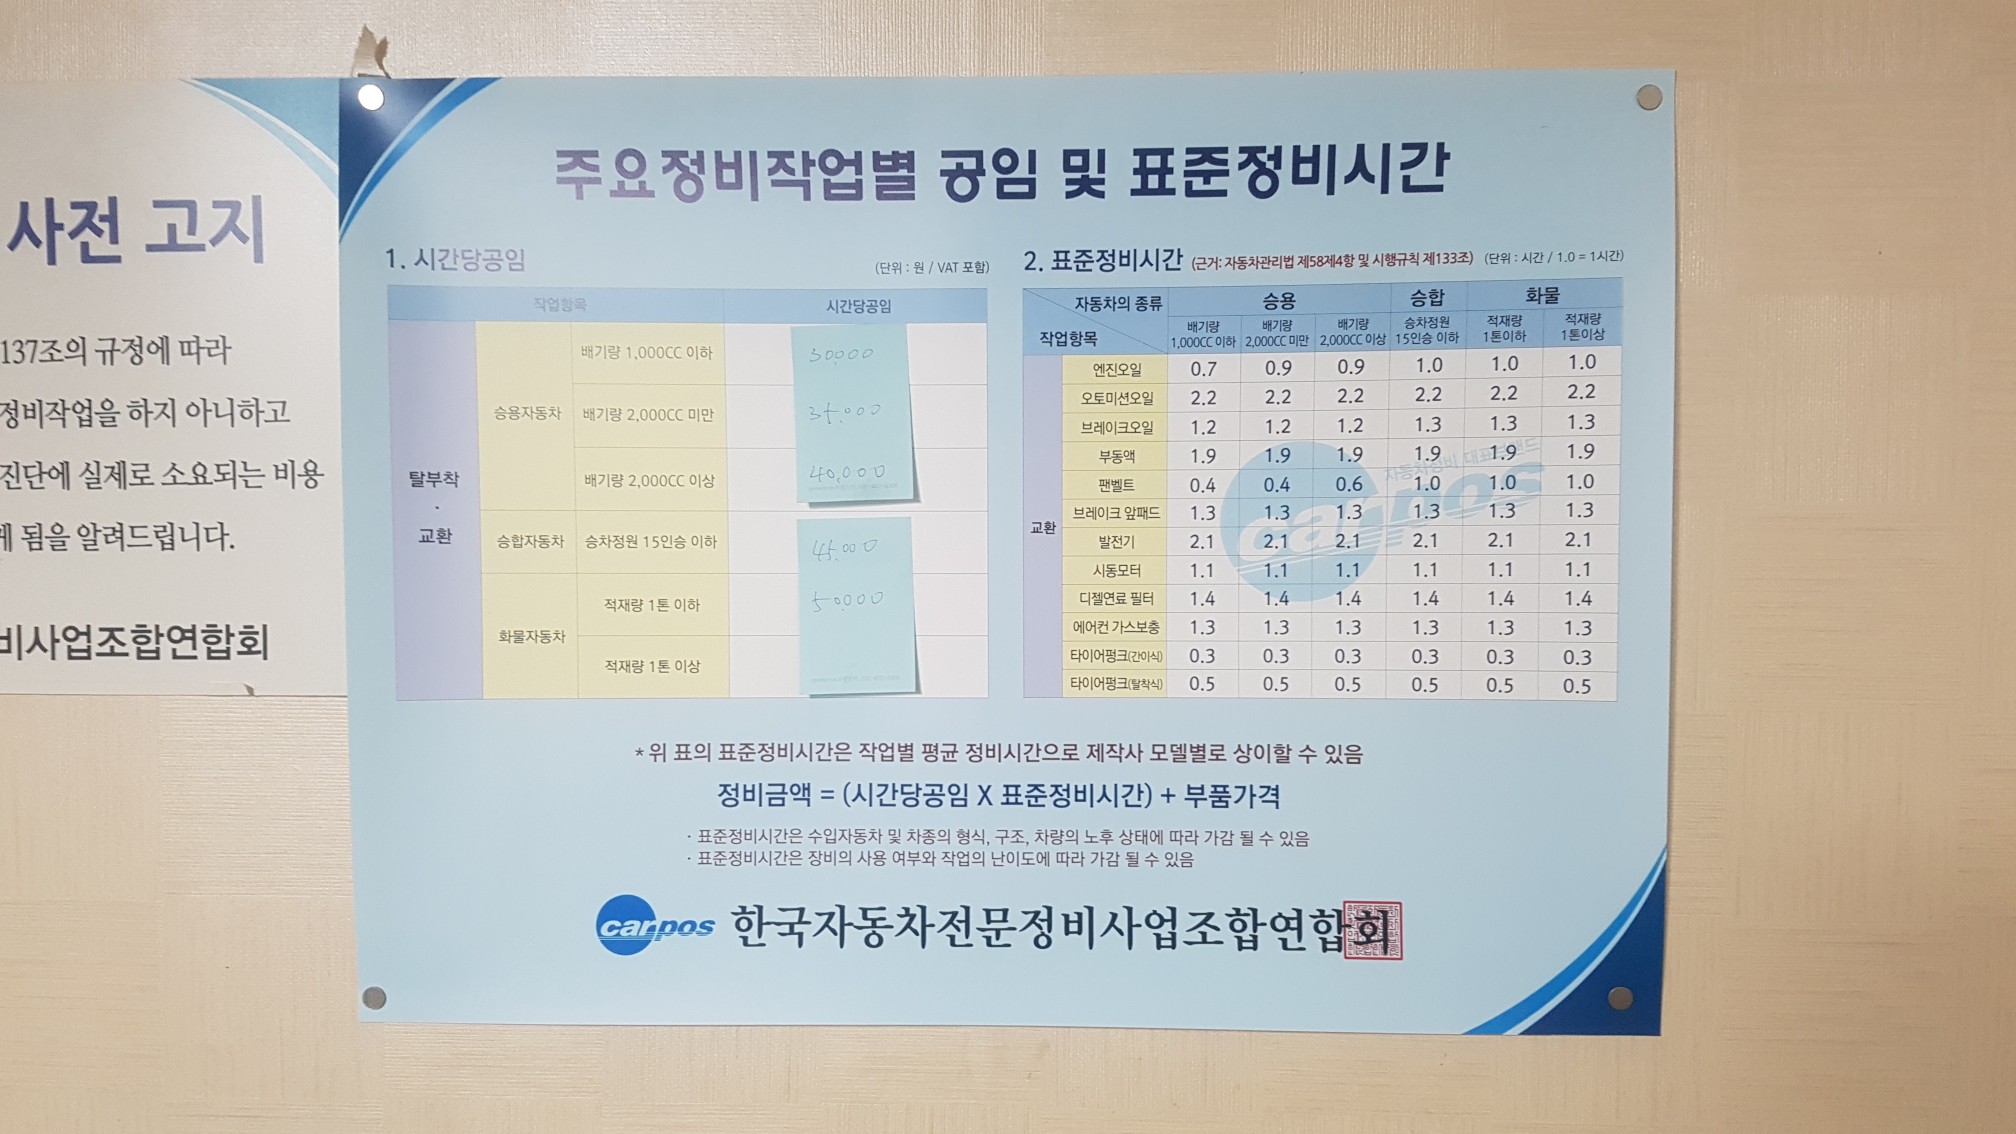 사전 고지
137조의 규정에 따라
정비작업을 하지 아니하고
진단에 실제로 소요되는 비용
게 됨을 알려드립니다.
비사업조합연합회
주요정비작업별 공임 및 표준정비시간
1. 시간당공임
(단위 : 원 / VAT 포함)
작업항목 시간당공임
탈부착 · 교환
승용자동차
배기량 1,000CC 이하 30,000
배기량 2,000CC 미만 35,000
배기량 2,000CC 이상 40,000
승합자동차 승차정원 15인승 이하 45,000
화물자동차
적재량 1톤 이하 50,000
적재량 1톤 이상
2. 표준정비시간 (근거: 자동차관리법 제58제4항 및 시행규칙 제133조) (단위 : 시간 / 1.0 = 1시간)
자동차의 종류 승용 승합 화물
작업항목 배기량 1,000CC 이하 배기량 2,000CC 미만 배기량 2,000CC 이상 승차정원 15인승 이하 적재량 1톤이하 적재량 1톤이상
교환
엔진오일 0.7 0.9 0.9 1.0 1.0 1.0
오토미션오일 2.2 2.2 2.2 2.2 2.2 2.2
브레이크오일 1.2 1.2 1.2 1.3 1.3 1.3
부동액 1.9 1.9 1.9 1.9 1.9 1.9
팬벨트 0.4 0.4 0.6 1.0 1.0 1.0
브레이크 앞패드 1.3 1.3 1.3 1.3 1.3 1.3
발전기 2.1 2.1 2.1 2.1 2.1 2.1
시동모터 1.1 1.1 1.1 1.1 1.1 1.1
디젤연료 필터 1.4 1.4 1.4 1.4 1.4 1.4
에어컨 가스보충 1.3 1.3 1.3 1.3 1.3 1.3
타이어펑크(간이식) 0.3 0.3 0.3 0.3 0.3 0.3
타이어펑크(탈착식) 0.5 0.5 0.5 0.5 0.5 0.5
자동차정비 대표브랜드
carpos
* 위 표의 표준정비시간은 작업별 평균 정비시간으로 제작사 모델별로 상이할 수 있음
정비금액 = (시간당공임 X 표준정비시간) + 부품가격
· 표준정비시간은 수입자동차 및 차종의 형식, 구조, 차량의 노후 상태에 따라 가감 될 수 있음
· 표준정비시간은 장비의 사용 여부와 작업의 난이도에 따라 가감 될 수 있음
carpos 한국자동차전문정비사업조합연합회